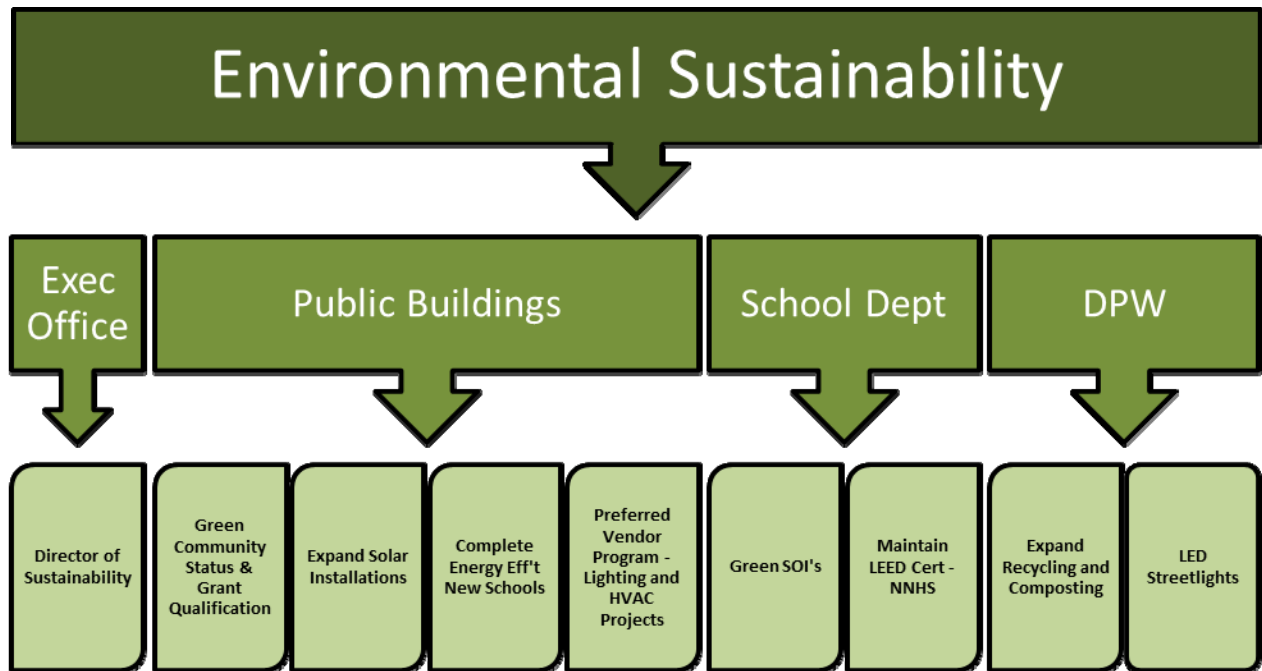 Environmental Sustainability
Exec
Office
Public Buildings
School Dept
DPW
Director of
Sustainability
Green
Community
Status &
Grant
Qualification
Expand Solar
Installations
Complete
Energy Eff't
New Schools
Preferred
Vendor
Program -
Lighting and
HVAC
Projects
Green SOI's
Maintain
LEED Cert -
NNHS
Expand
Recycling and
Composting
LED
Streetlights